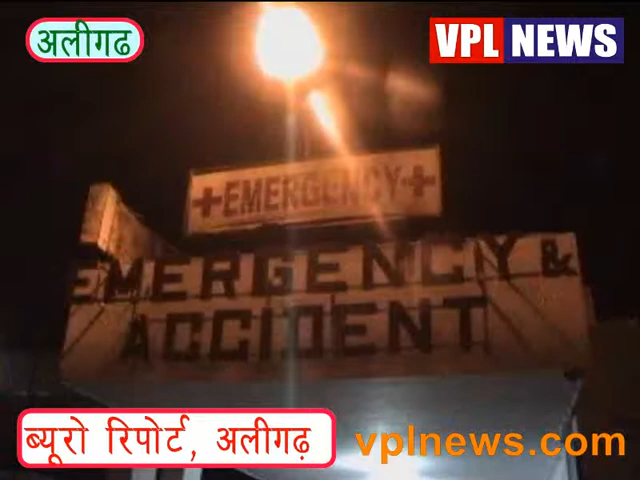 अलीगढ
VPL NEWS
+EMERGENCY+
EMERGENCY &
ACCIDENT
ब्यूरो रिपोर्ट, अलीगढ़
vplnews.com